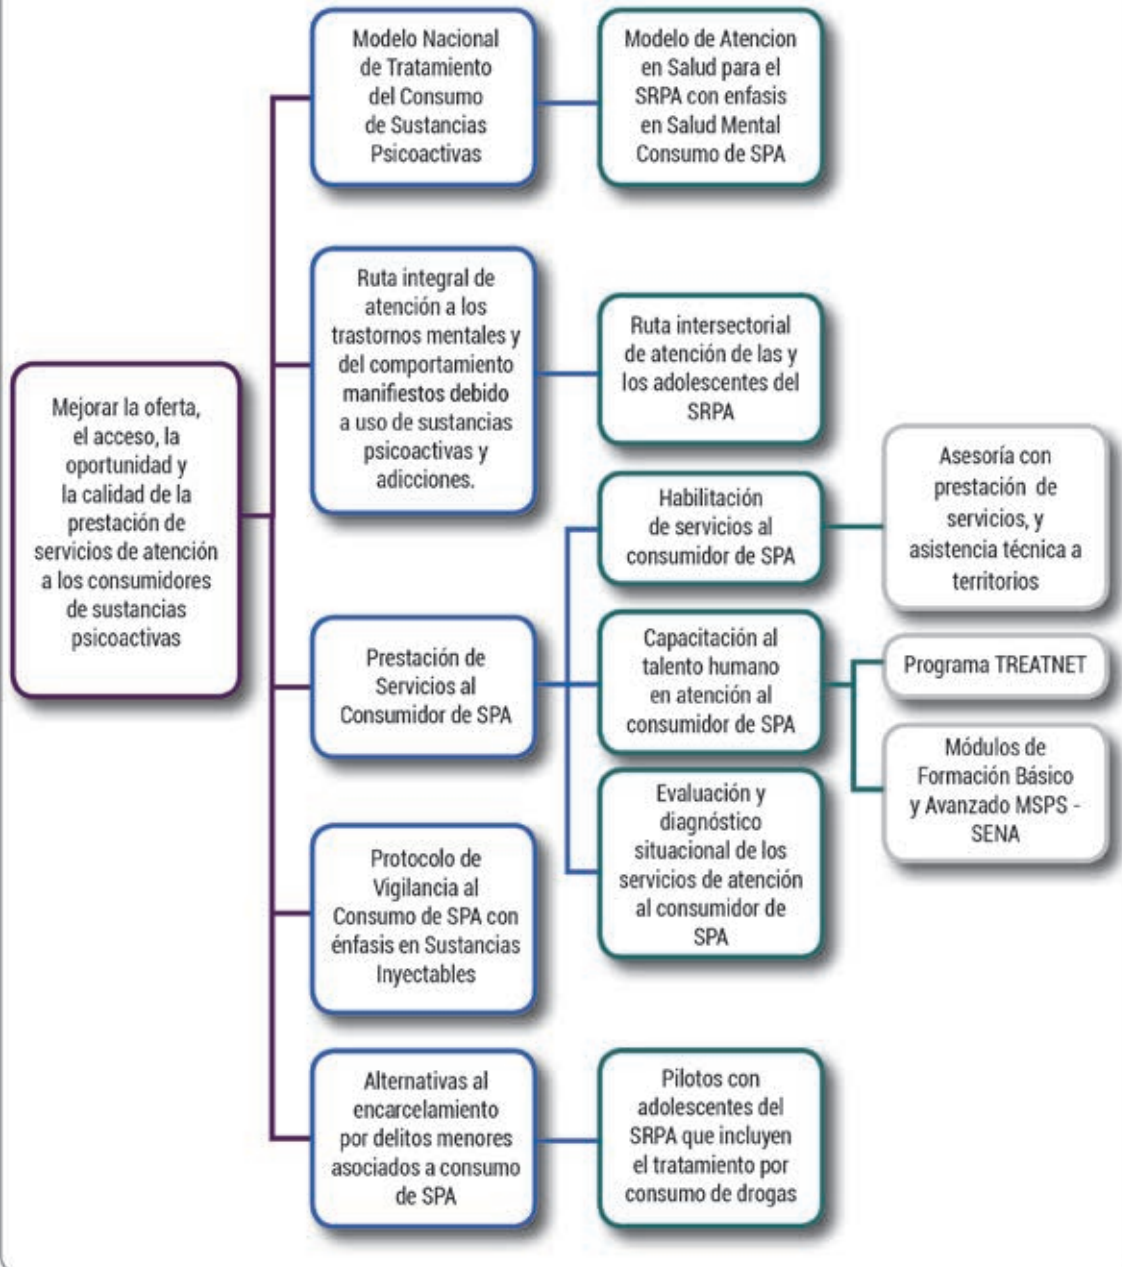 Mejorar la oferta,
el acceso, la
oportunidad y
la calidad de la
prestación de
servicios de atención
a los consumidores
de sustancias
psicoactivas
Modelo Nacional
de Tratamiento
del Consumo
de Sustancias
Psicoactivas
Modelo de Atencion
en Salud para el
SRPA con enfasis
en Salud Mental
Consumo de SPA
Ruta integral de
atención a los
trastornos mentales y
del comportamiento
manifiestos debido
a uso de sustancias
psicoactivas y
adicciones.
Ruta intersectorial
de atención de las y
los adolescentes del
SRPA
Prestación de
Servicios al
Consumidor de SPA
Habilitación
de servicios al
consumidor de SPA
Asesoría con
prestación de
servicios, y
asistencia técnica a
territorios
Capacitación al
talento humano
en atención al
consumidor de SPA
Programa TREATNET
Módulos de
Formación Básico
y Avanzado MSPS -
SENA
Evaluación y
diagnóstico
situacional de los
servicios de atención
al consumidor de
SPA
Protocolo de
Vigilancia al
Consumo de SPA con
énfasis en Sustancias
Inyectables
Alternativas al
encarcelamiento
por delitos menores
asociados a consumo
de SPA
Pilotos con
adolescentes del
SRPA que incluyen
el tratamiento por
consumo de drogas